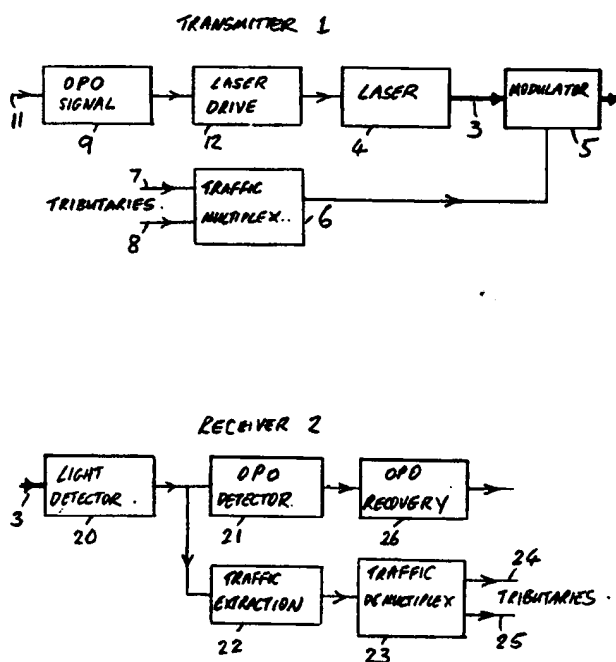 TRANSMITTER 1
OPO
SIGNAL
LASER
DRIVE
LASER
MODULATOR
11
9
12
4
3
5
7
TRIBUTARIES.
8
TRAFFIC
MULTIPLEX..
6
RECEIVER 2
3
LIGHT
DETECTOR.
20
OPO
DETECTOR.
21
OPO
RECOVERY
26
TRAFFIC
EXTRACTION
22
TRAFFIC
DEMULTIPLEX
23
24
TRIBUTARIES.
25